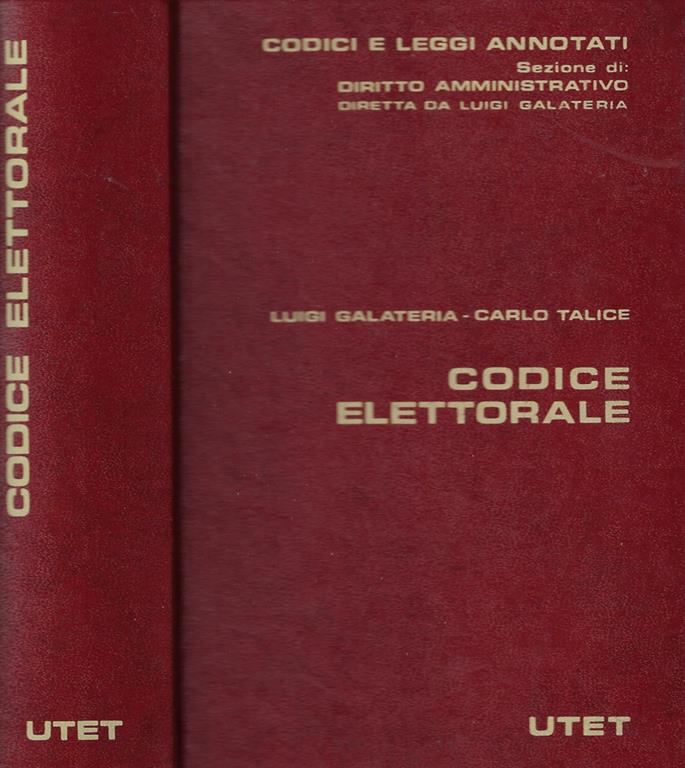 CODICE ELETTORALE
UTET
CODICI E LEGGI ANNOTATI
Sezione di:
DIRITTO AMMINISTRATIVO
DIRETTA DA LUIGI GALATERIA
LUIGI GALATERIA - CARLO TALICE
CODICE
ELETTORALE
UTET